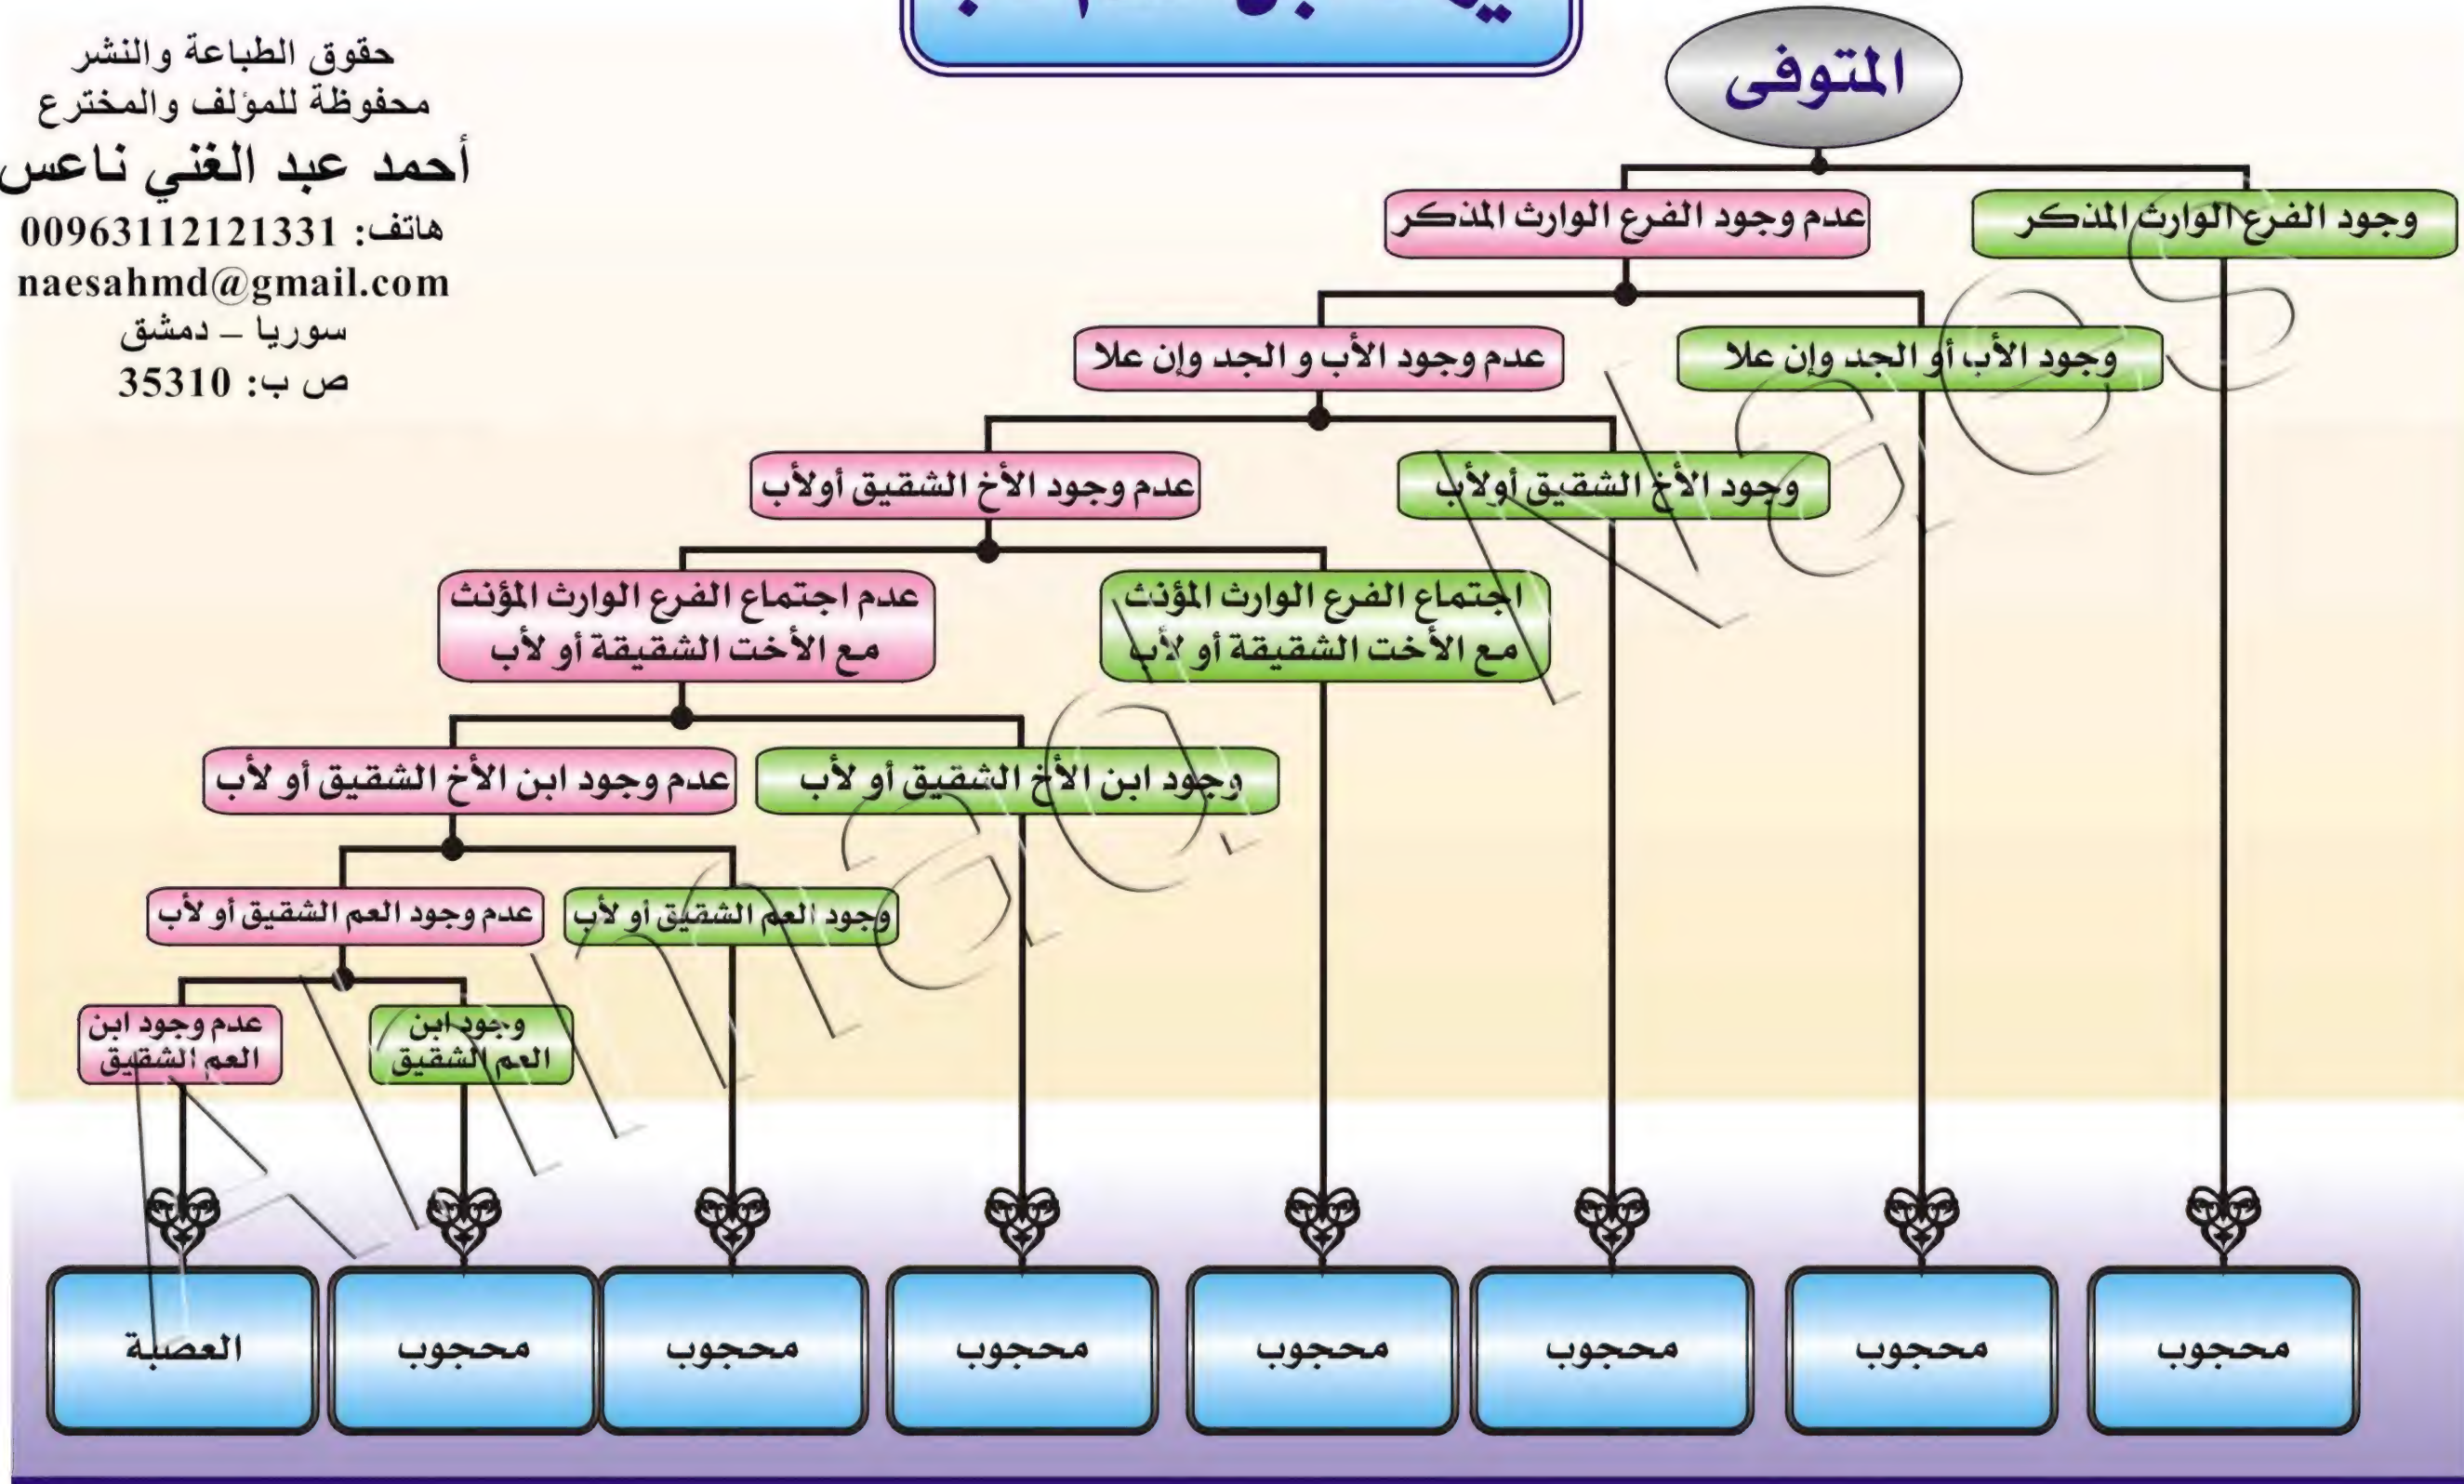 المتوفى
حقوق الطباعة والنشر
محفوظة للمؤلف والمخترع
أحمد عبد الغني ناعس
هاتف: 00963112121331
naesahmd@gmail.com
سوريا – دمشق
ص ب: 35310
وجود الفرع الوارث المذكر
عدم وجود الفرع الوارث المذكر
وجود الأب أو الجد وإن علا
عدم وجود الأب و الجد وإن علا
وجود الأخ الشقيق أولأب
عدم وجود الأخ الشقيق أولأب
اجتماع الفرع الوارث المؤنث
مع الأخت الشقيقة أو لأب
عدم اجتماع الفرع الوارث المؤنث
مع الأخت الشقيقة أو لأب
وجود ابن الأخ الشقيق أو لأب
عدم وجود ابن الأخ الشقيق أو لأب
وجود العم الشقيق أو لأب
عدم وجود العم الشقيق أو لأب
وجود ابن
العم الشقيق
عدم وجود ابن
العم الشقيق
محجوب
محجوب
محجوب
محجوب
محجوب
محجوب
محجوب
العصبة
Ahmad Naes